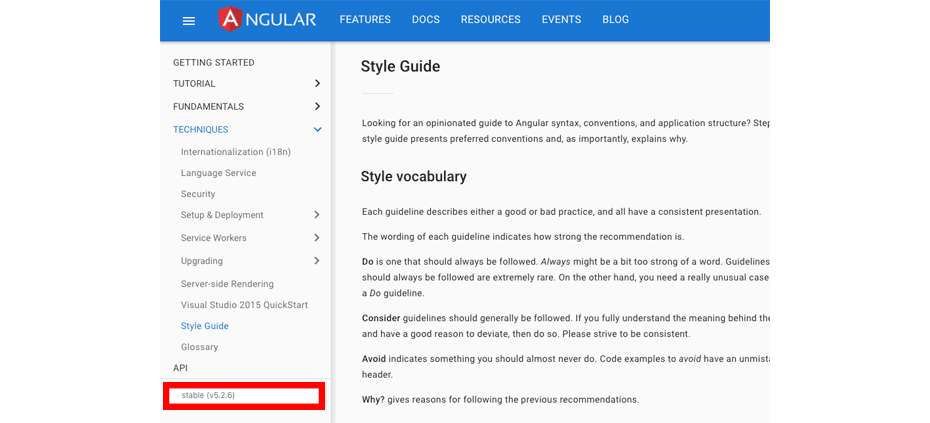 ANGULAR
FEATURES
DOCS
RESOURCES
EVENTS
BLOG
GETTING STARTED
TUTORIAL
FUNDAMENTALS
TECHNIQUES
Internationalization (i18n)
Language Service
Security
Setup & Deployment
Service Workers
Upgrading
Server-side Rendering
Visual Studio 2015 QuickStart
Style Guide
Glossary
API
stable (v5.2.6)
Style Guide
Looking for an opinionated guide to Angular syntax, conventions, and application structure? Step
style guide presents preferred conventions and, as importantly, explains why.
Style vocabulary
Each guideline describes either a good or bad practice, and all have a consistent presentation.
The wording of each guideline indicates how strong the recommendation is.
Do is one that should always be followed. Always might be a bit too strong of a word. Guidelines
should always be followed are extremely rare. On the other hand, you need a really unusual case
a Do guideline.
Consider guidelines should generally be followed. If you fully understand the meaning behind the
and have a good reason to deviate, then do so. Please strive to be consistent.
Avoid indicates something you should almost never do. Code examples to avoid have an
header.
Why? gives reasons for following the previous recommendations.